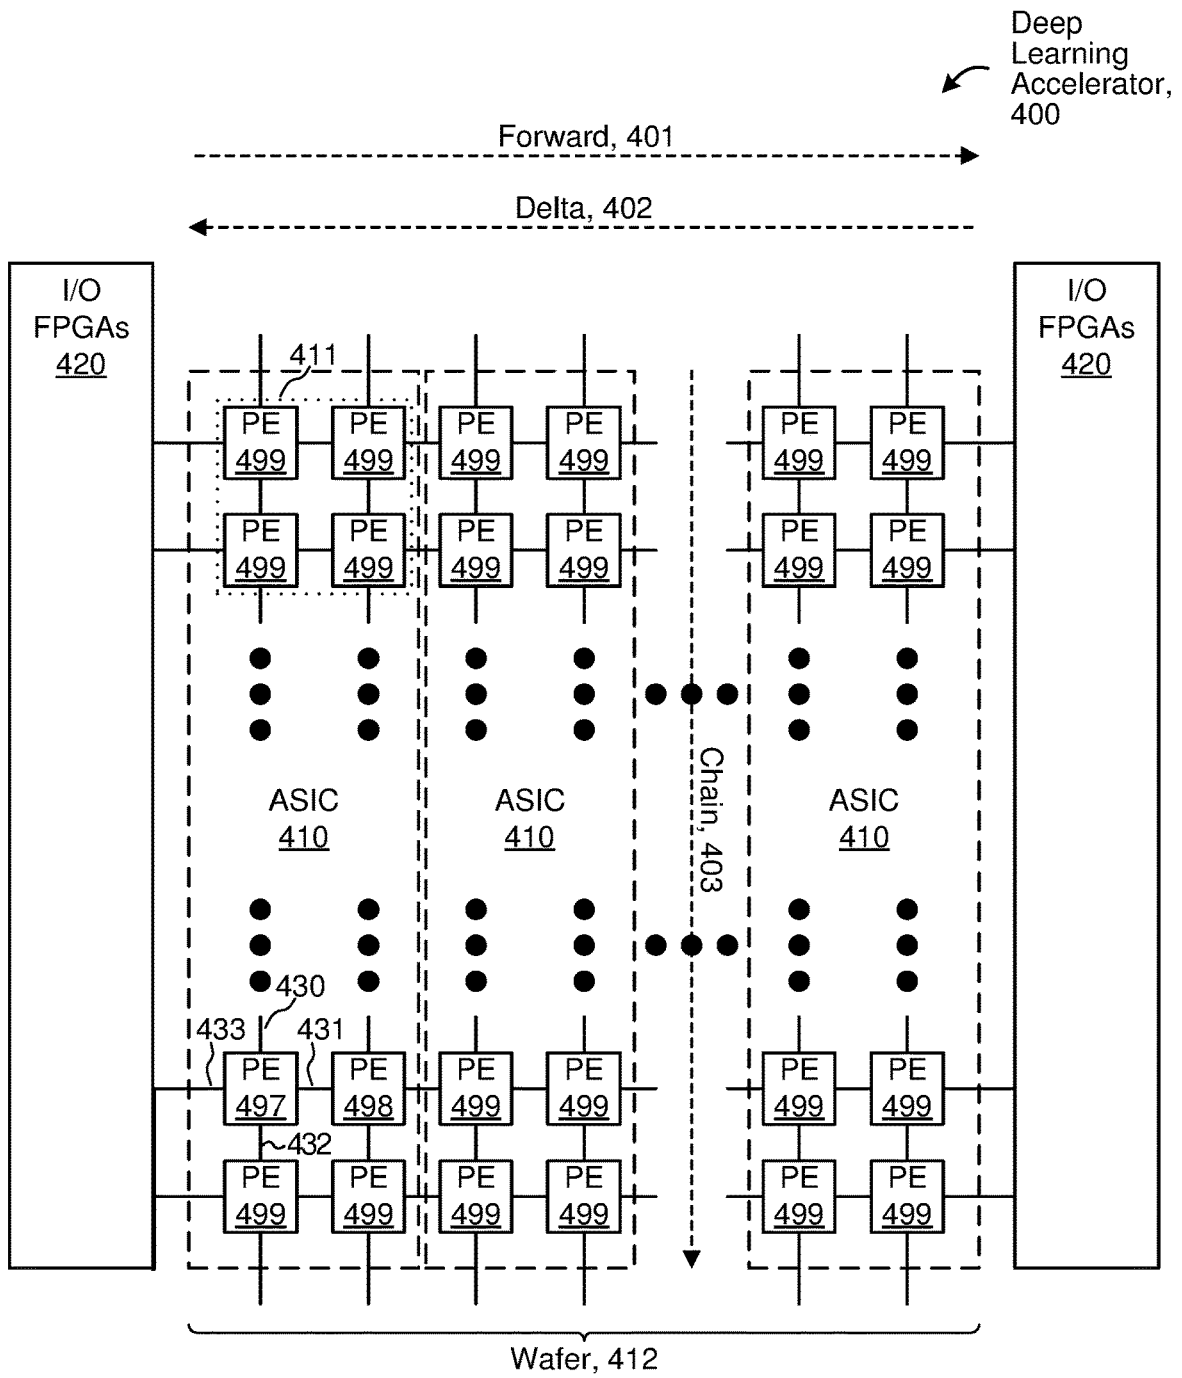 Deep
Learning
Accelerator,
400
Forward, 401
Delta, 402
I/O
FPGAs
420
I/O
FPGAs
420
411
PE PE PE PE PE PE
499 499 499 499 499 499
PE PE PE PE PE PE
499 499 499 499 499 499
Chain, 403
ASIC ASIC ASIC
410 410 410
430
433 431
PE PE PE PE PE PE
497 498 499 499 499 499
432
PE PE PE PE PE PE
499 499 499 499 499 499
Wafer, 412